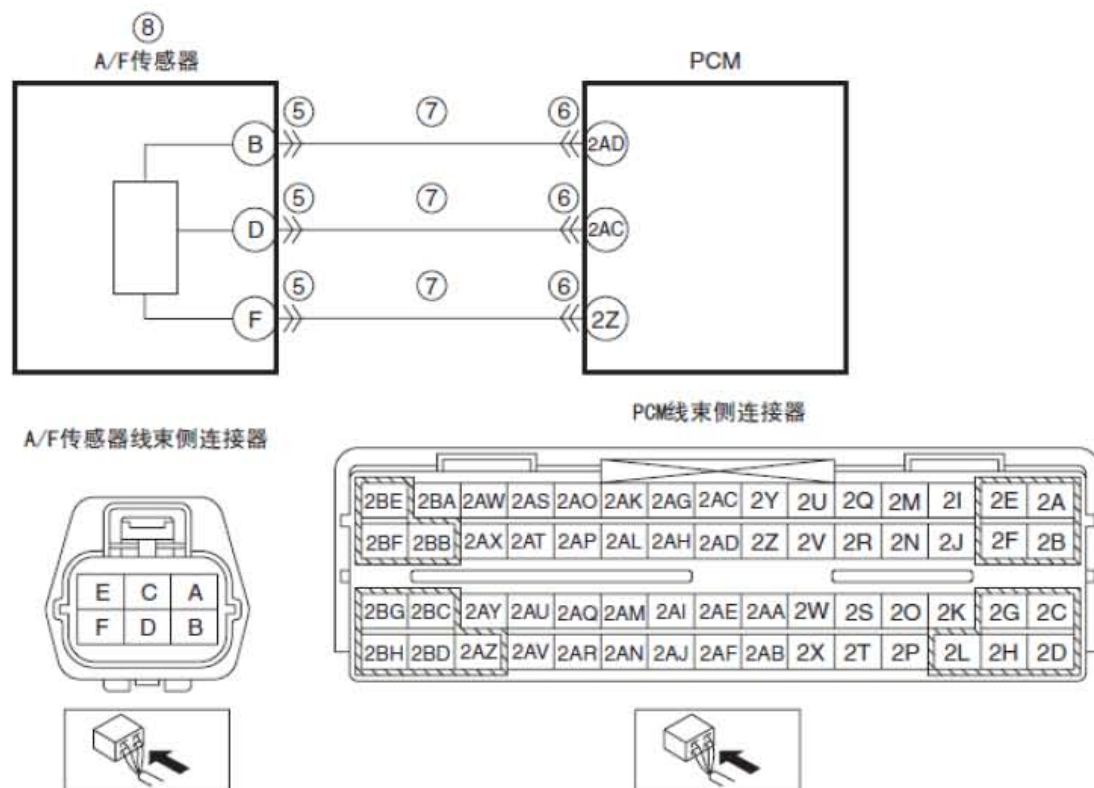 ⑧
A/F传感器 PCM
⑤ ⑦ ⑥
B 2AD
⑤ ⑦ ⑥
D 2AC
⑤ ⑦ ⑥
F 2Z
A/F传感器线束侧连接器 PCM线束侧连接器
E C A
F D B
2BE 2BA 2AW 2AS 2AO 2AK 2AG 2AC 2Y 2U 2Q 2M 2I 2E 2A
2BF 2BB 2AX 2AT 2AP 2AL 2AH 2AD 2Z 2V 2R 2N 2J 2F 2B
2BG 2BC 2AY 2AU 2AQ 2AM 2AI 2AE 2AA 2W 2S 2O 2K 2G 2C
2BH 2BD 2AZ 2AV 2AR 2AN 2AJ 2AF 2AB 2X 2T 2P 2L 2H 2D